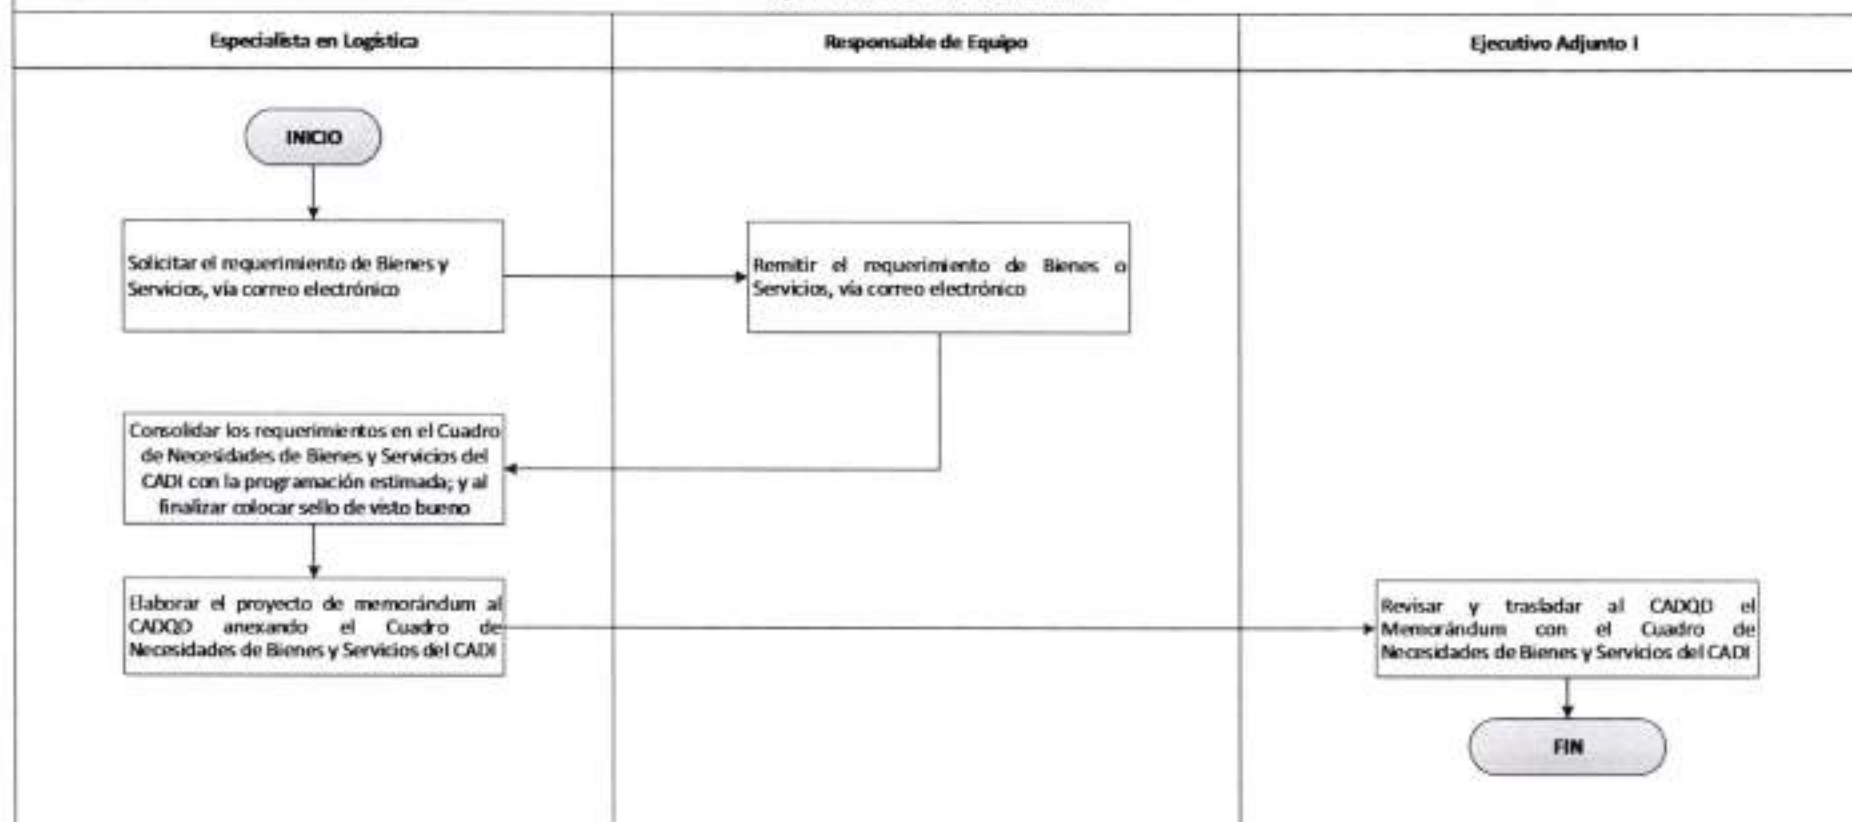 Especialista en Logística
Responsable de Equipo
Ejecutivo Adjunto I
INICIO
Solicitar el requerimiento de Bienes y
Servicios, vía correo electrónico
Remitir el requerimiento de Bienes o
Servicios, vía correo electrónico
Consolidar los requerimientos en el Cuadro
de Necesidades de Bienes y Servicios del
CADI con la programación estimada; y al
finalizar colocar sello de visto bueno
Elaborar el proyecto de memorándum al
CADQD anexando el Cuadro de
Necesidades de Bienes y Servicios del CADI
Revisar y trasladar al CADQD el
Memorándum con el Cuadro de
Necesidades de Bienes y Servicios del CADI
FIN